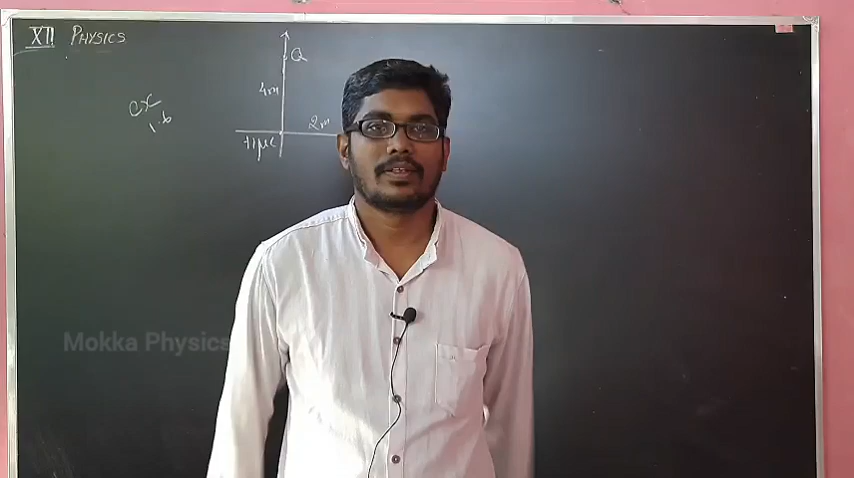 XII PHYSICS
Q
4m
ex
1.6
2m
+1μC
Mokka Physics